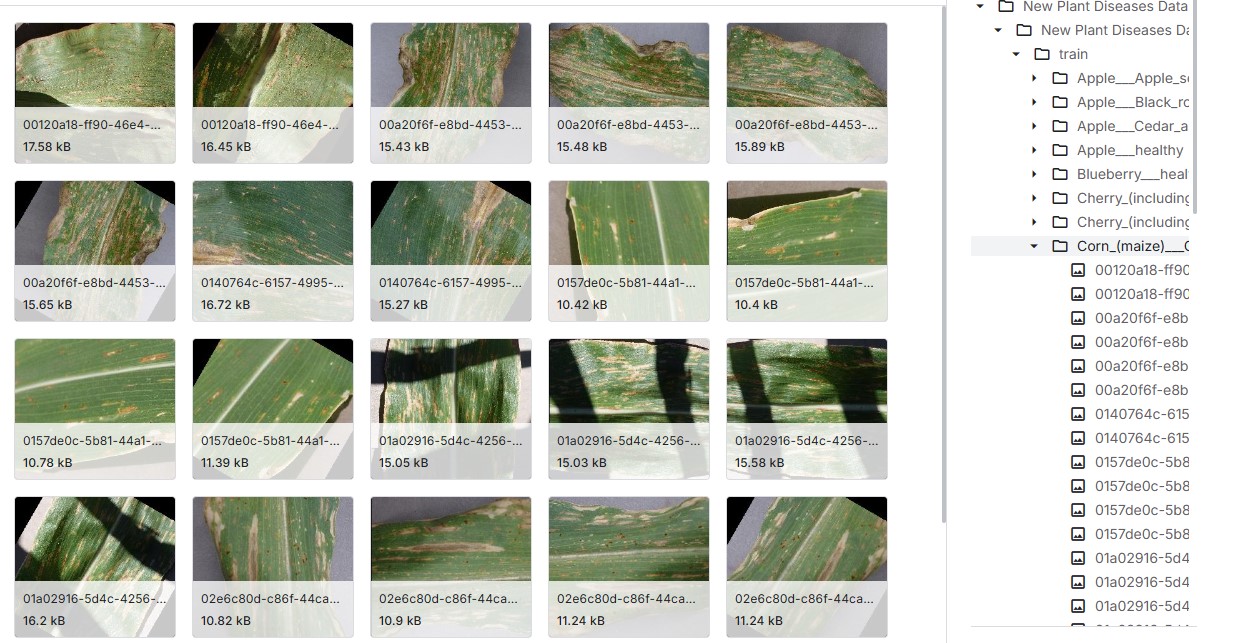 00120a18-ff90-46e4-...
17.58 kB
00120a18-ff90-46e4-...
16.45 kB
00a20f6f-e8bd-4453-...
15.43 kB
00a20f6f-e8bd-4453-...
15.48 kB
00a20f6f-e8bd-4453-...
15.89 kB
00a20f6f-e8bd-4453-...
15.65 kB
0140764c-6157-4995-...
16.72 kB
0140764c-6157-4995-...
15.27 kB
0157de0c-5b81-44a1-...
10.42 kB
0157de0c-5b81-44a1-...
10.4 kB
0157de0c-5b81-44a1-...
10.78 kB
0157de0c-5b81-44a1-...
11.39 kB
01a02916-5d4c-4256-...
15.05 kB
01a02916-5d4c-4256-...
15.03 kB
01a02916-5d4c-4256-...
15.58 kB
01a02916-5d4c-4256-...
16.2 kB
02e6c80d-c86f-44ca...
10.82 kB
02e6c80d-c86f-44ca...
10.9 kB
02e6c80d-c86f-44ca...
11.24 kB
02e6c80d-c86f-44ca...
11.24 kB
New Plant Diseases Data
New Plant Diseases Da
train
Apple___Apple_s
Apple___Black_ro
Apple___Cedar_a
Apple___healthy
Blueberry___heal
Cherry_(including
Cherry_(including
Corn_(maize)___C
00120a18-ff90
00120a18-ff90
00a20f6f-e8b
00a20f6f-e8b
00a20f6f-e8b
00a20f6f-e8b
0140764c-615
0140764c-615
0157de0c-5b8
0157de0c-5b8
0157de0c-5b8
0157de0c-5b8
01a02916-5d4
01a02916-5d4
01a02916-5d4